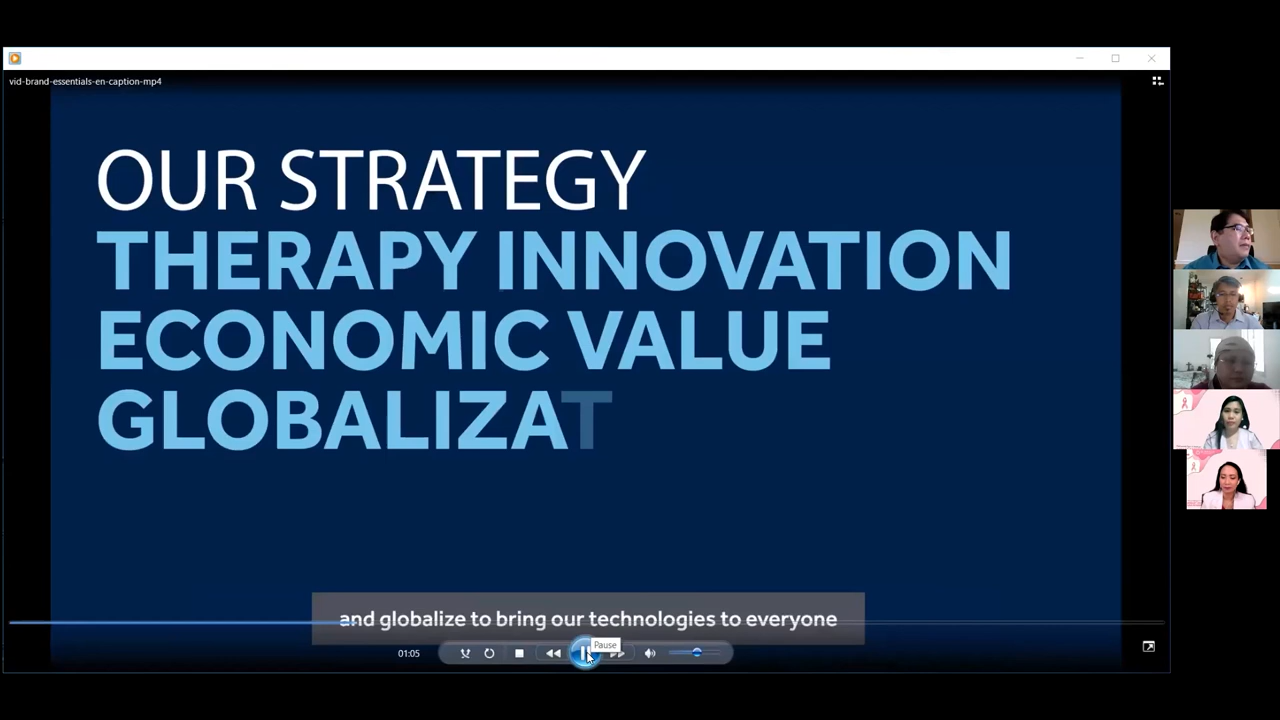 vid-brand-essentials-en-caption-mp4
OUR STRATEGY
THERAPY INNOVATION
ECONOMIC VALUE
GLOBALIZAT
and globalize to bring our technologies to everyone
Pause
01:05